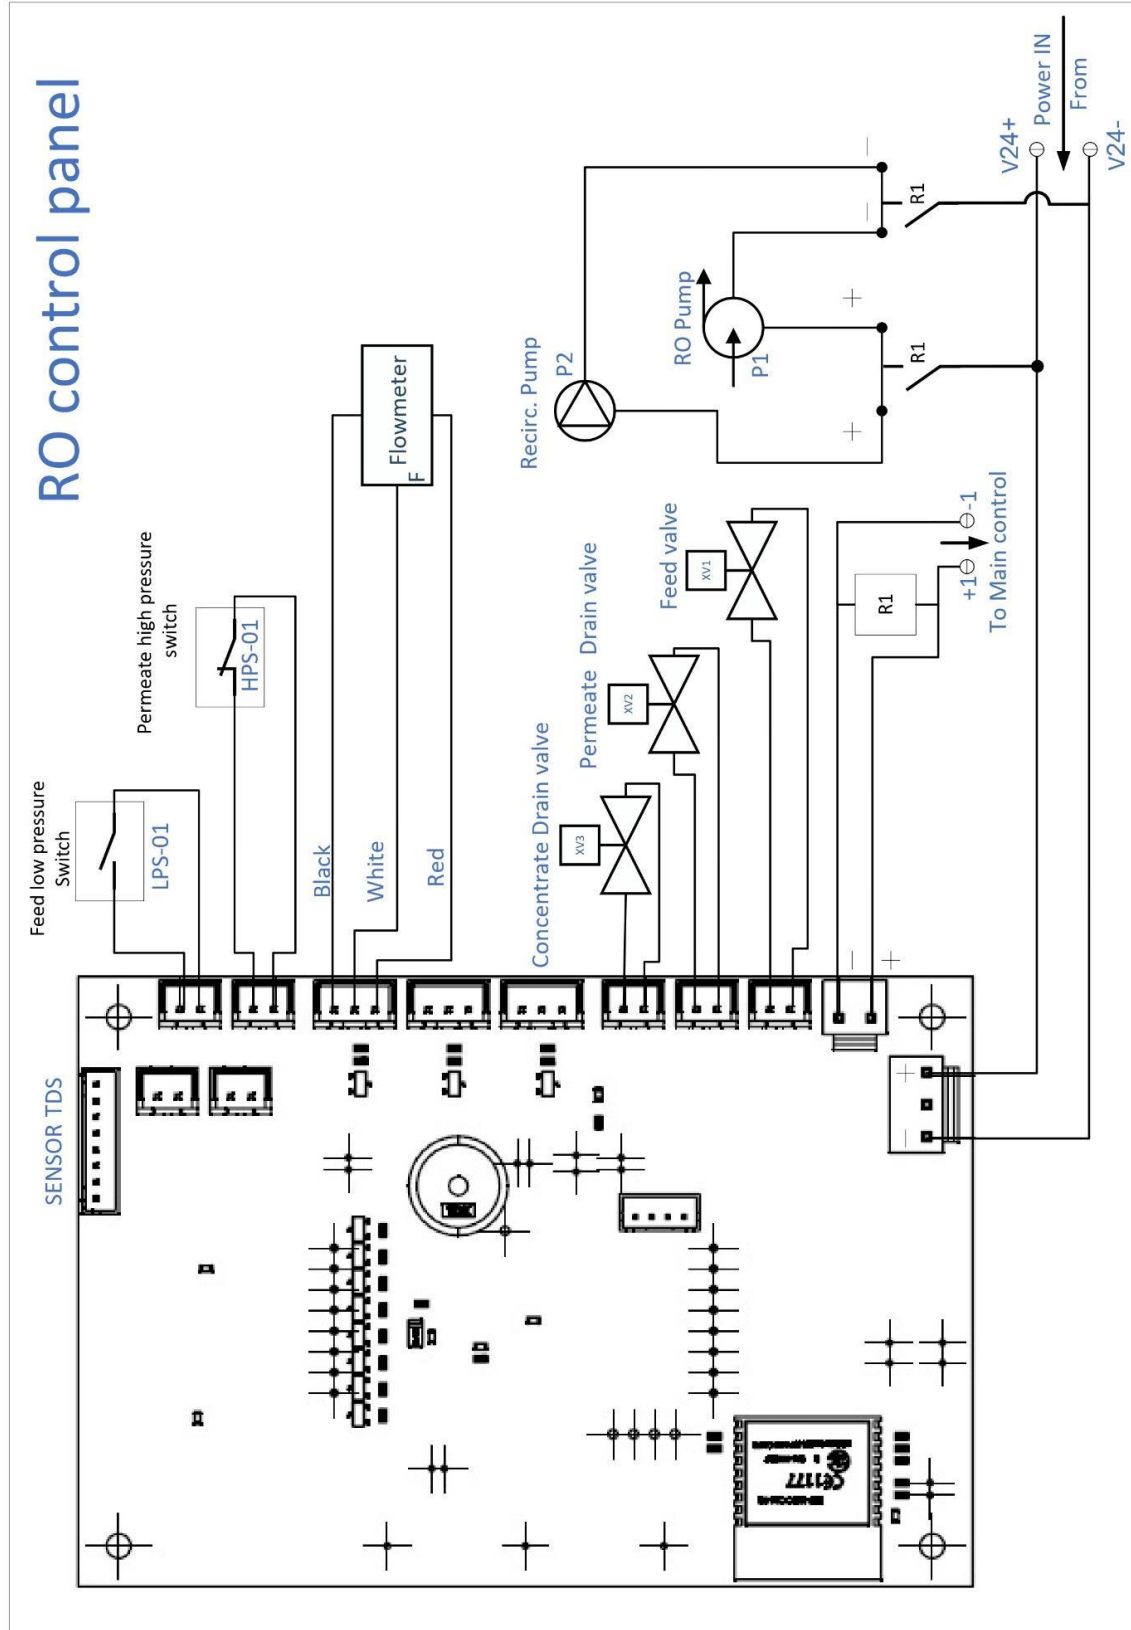 RO control panel
Feed low pressure
Switch
LPS-01
Permeate high pressure
switch
HPS-01
SENSOR TDS
Black
White
Red
Flowmeter
F
Concentrate Drain valve
XV3
Permeate Drain valve
XV2
Feed valve
XV1
Recirc. Pump
P2
RO Pump
P1
+
+
-
-
R1
R1
R1
-
+
+1
-1
To Main control
V24+
Power IN
From
V24-
+
-
CE1177